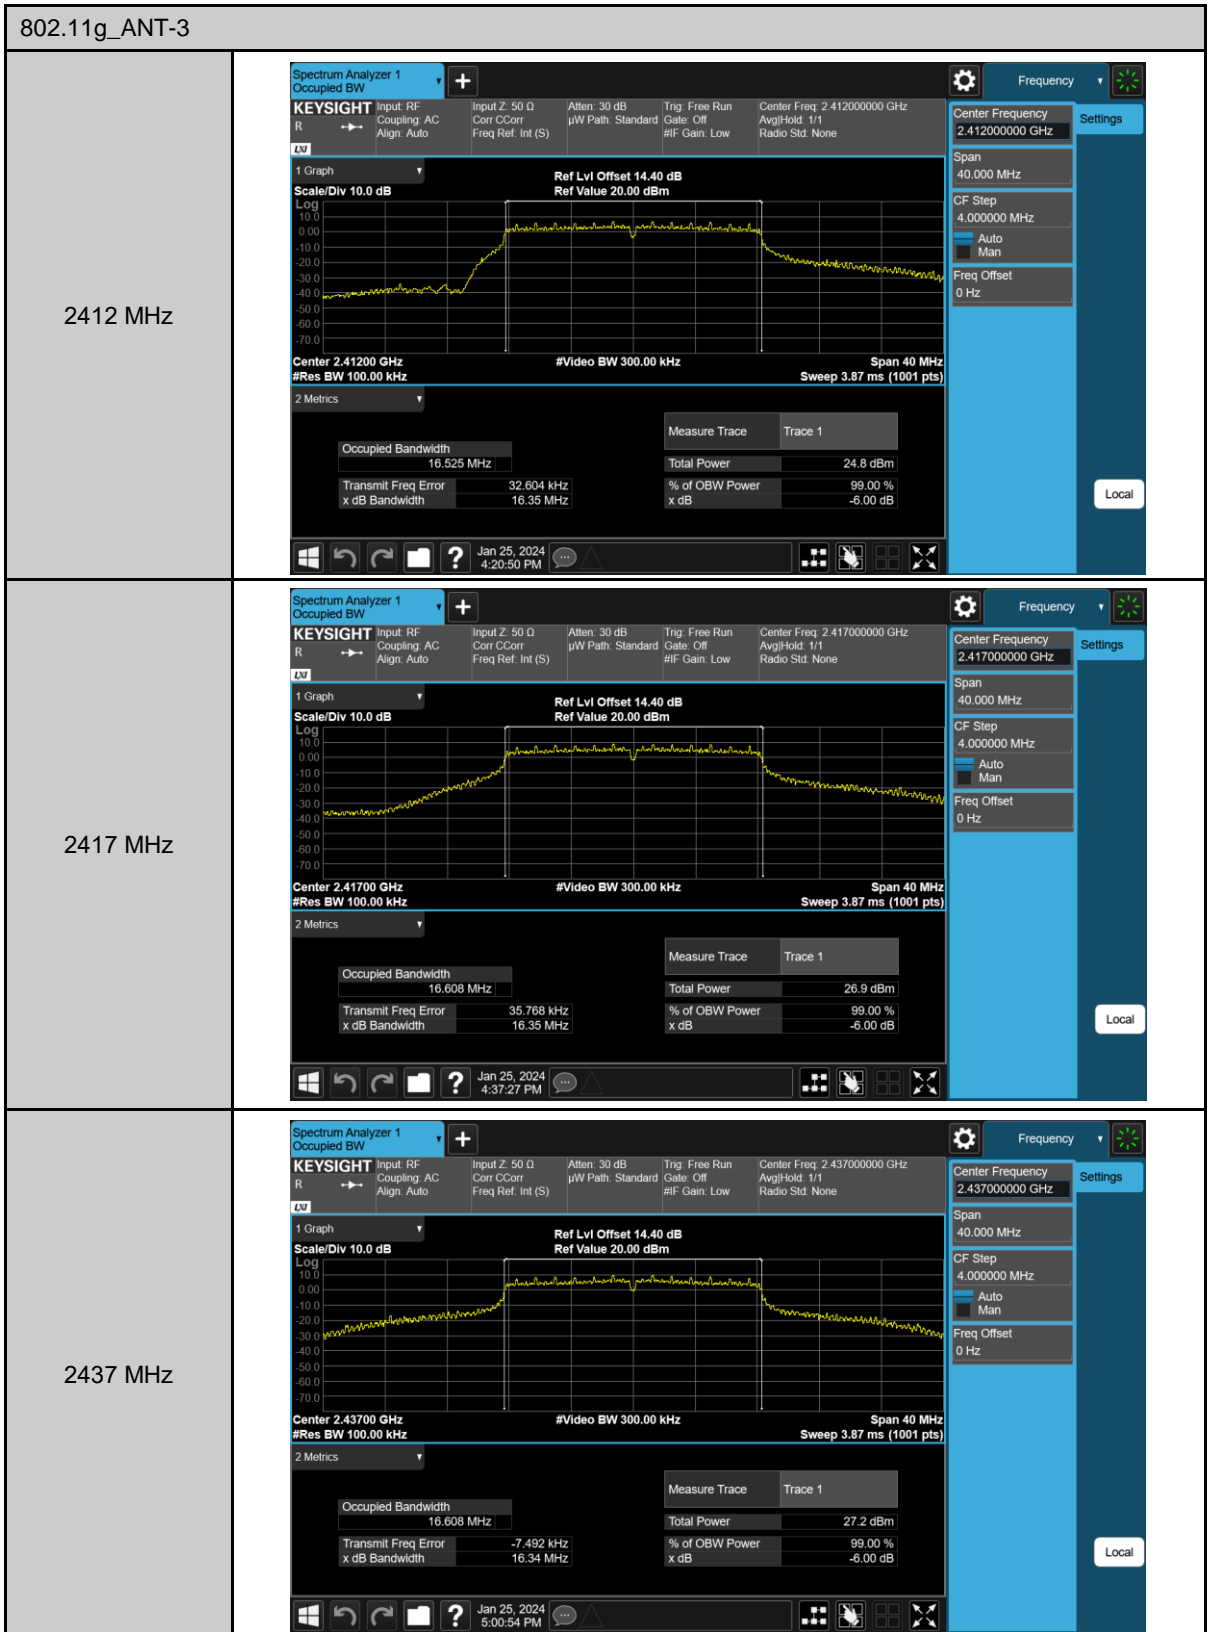 802.11g_ANT-3
2412 MHz
Spectrum Analyzer 1
Occupied BW
+
Frequency
KEYSIGHT
R
LXI
Input: RF
Coupling: AC
Align: Auto
Input Z: 50 Ω
Corr CCorr
Freq Ref: Int (S)
Atten: 30 dB
µW Path: Standard
Trig: Free Run
Gate: Off
#IF Gain: Low
Center Freq: 2.412000000 GHz
Avg|Hold: 1/1
Radio Std: None
Center Frequency
2.412000000 GHz
Settings
Span
40.000 MHz
CF Step
4.000000 MHz
Auto
Man
Freq Offset
0 Hz
Local
1 Graph
Scale/Div 10.0 dB
Ref Lvl Offset 14.40 dB
Ref Value 20.00 dBm
Log
10.0
0.00
-10.0
-20.0
-30.0
-40.0
-50.0
-60.0
-70.0
Center 2.41200 GHz
#Res BW 100.00 kHz
#Video BW 300.00 kHz
Span 40 MHz
Sweep 3.87 ms (1001 pts)
2 Metrics
Measure Trace Trace 1
Occupied Bandwidth
16.525 MHz
Total Power 24.8 dBm
Transmit Freq Error 32.604 kHz
% of OBW Power 99.00 %
x dB Bandwidth 16.35 MHz
x dB -6.00 dB
?
Jan 25, 2024
4:20:50 PM
2417 MHz
Spectrum Analyzer 1
Occupied BW
+
Frequency
KEYSIGHT
R
LXI
Input: RF
Coupling: AC
Align: Auto
Input Z: 50 Ω
Corr CCorr
Freq Ref: Int (S)
Atten: 30 dB
µW Path: Standard
Trig: Free Run
Gate: Off
#IF Gain: Low
Center Freq: 2.417000000 GHz
Avg|Hold: 1/1
Radio Std: None
Center Frequency
2.417000000 GHz
Settings
Span
40.000 MHz
CF Step
4.000000 MHz
Auto
Man
Freq Offset
0 Hz
Local
1 Graph
Scale/Div 10.0 dB
Ref Lvl Offset 14.40 dB
Ref Value 20.00 dBm
Log
10.0
0.00
-10.0
-20.0
-30.0
-40.0
-50.0
-60.0
-70.0
Center 2.41700 GHz
#Res BW 100.00 kHz
#Video BW 300.00 kHz
Span 40 MHz
Sweep 3.87 ms (1001 pts)
2 Metrics
Measure Trace Trace 1
Occupied Bandwidth
16.608 MHz
Total Power 26.9 dBm
Transmit Freq Error 35.768 kHz
% of OBW Power 99.00 %
x dB Bandwidth 16.35 MHz
x dB -6.00 dB
?
Jan 25, 2024
4:37:27 PM
2437 MHz
Spectrum Analyzer 1
Occupied BW
+
Frequency
KEYSIGHT
R
LXI
Input: RF
Coupling: AC
Align: Auto
Input Z: 50 Ω
Corr CCorr
Freq Ref: Int (S)
Atten: 30 dB
µW Path: Standard
Trig: Free Run
Gate: Off
#IF Gain: Low
Center Freq: 2.437000000 GHz
Avg|Hold: 1/1
Radio Std: None
Center Frequency
2.437000000 GHz
Settings
Span
40.000 MHz
CF Step
4.000000 MHz
Auto
Man
Freq Offset
0 Hz
Local
1 Graph
Scale/Div 10.0 dB
Ref Lvl Offset 14.40 dB
Ref Value 20.00 dBm
Log
10.0
0.00
-10.0
-20.0
-30.0
-40.0
-50.0
-60.0
-70.0
Center 2.43700 GHz
#Res BW 100.00 kHz
#Video BW 300.00 kHz
Span 40 MHz
Sweep 3.87 ms (1001 pts)
2 Metrics
Measure Trace Trace 1
Occupied Bandwidth
16.608 MHz
Total Power 27.2 dBm
Transmit Freq Error -7.492 kHz
% of OBW Power 99.00 %
x dB Bandwidth 16.34 MHz
x dB -6.00 dB
?
Jan 25, 2024
5:00:54 PM